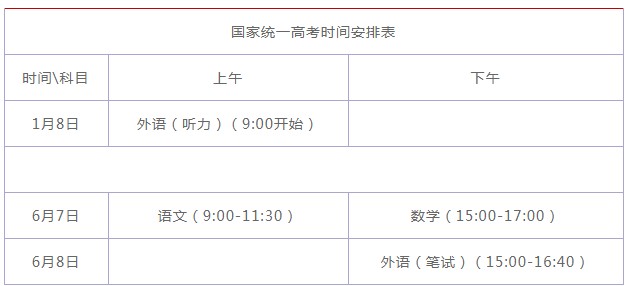 国家统一高考时间安排表
时间\科目 上午 下午
1月8日 外语（听力）（9:00开始）
6月7日 语文（9:00-11:30） 数学（15:00-17:00）
6月8日 外语（笔试）（15:00-16:40）